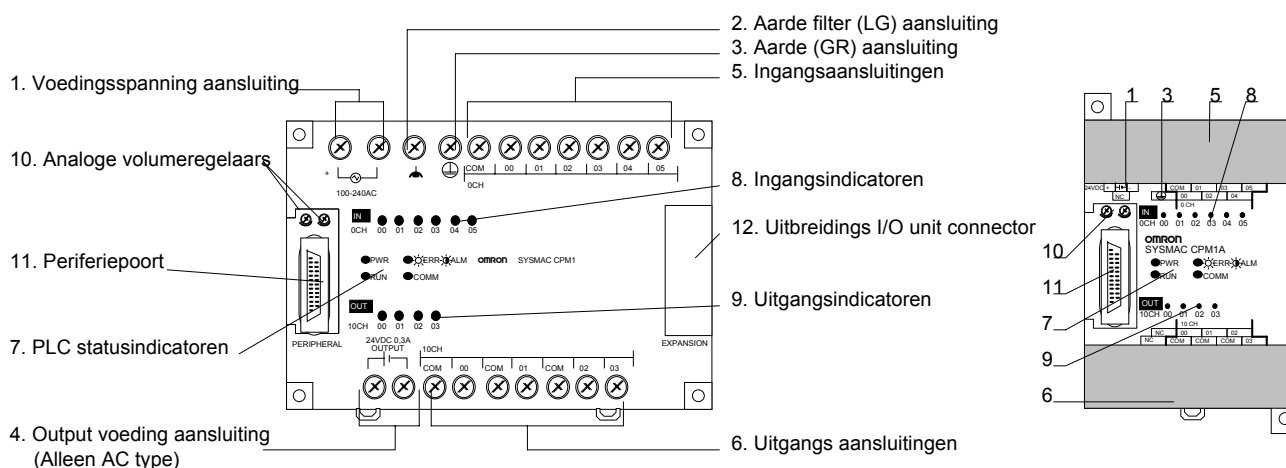 2. Aarde filter (LG) aansluiting
3. Aarde (GR) aansluiting
5. Ingangsaansluitingen
1. Voedingsspanning aansluiting
10. Analoge volumeregelaars
8. Ingangsindicatoren
12. Uitbreidings I/O unit connector
11. Periferiepoort
9. Uitgangsindicatoren
7. PLC statusindicatoren
4. Output voeding aansluiting
(Alleen AC type)
6. Uitgangs aansluitingen
+
100-240AC
COM 00 01 02 03 04 05
0CH
IN
0CH 00 01 02 03 04 05
PWR ERR ALM OMRON SYSMAC CPM1
RUN COMM
OUT
10CH 00 01 02 03
PERIPHERAL
24VDC 0,3A
OUTPUT
10CH
EXPANSION
COM 00 COM 01 COM 02 03
1 3 5 8
24VDC + -
NC
COM 01 03 05
00 02 04
0 CH
IN
0CH 00 01 02 03 04 05
10
OMRON
SYSMAC CPM1A
PWR ERR ALM
RUN COMM
11
OUT
10CH 00 01 02 03
7
10 CH
NC 00 01 02
NC COM COM COM 03
9
6